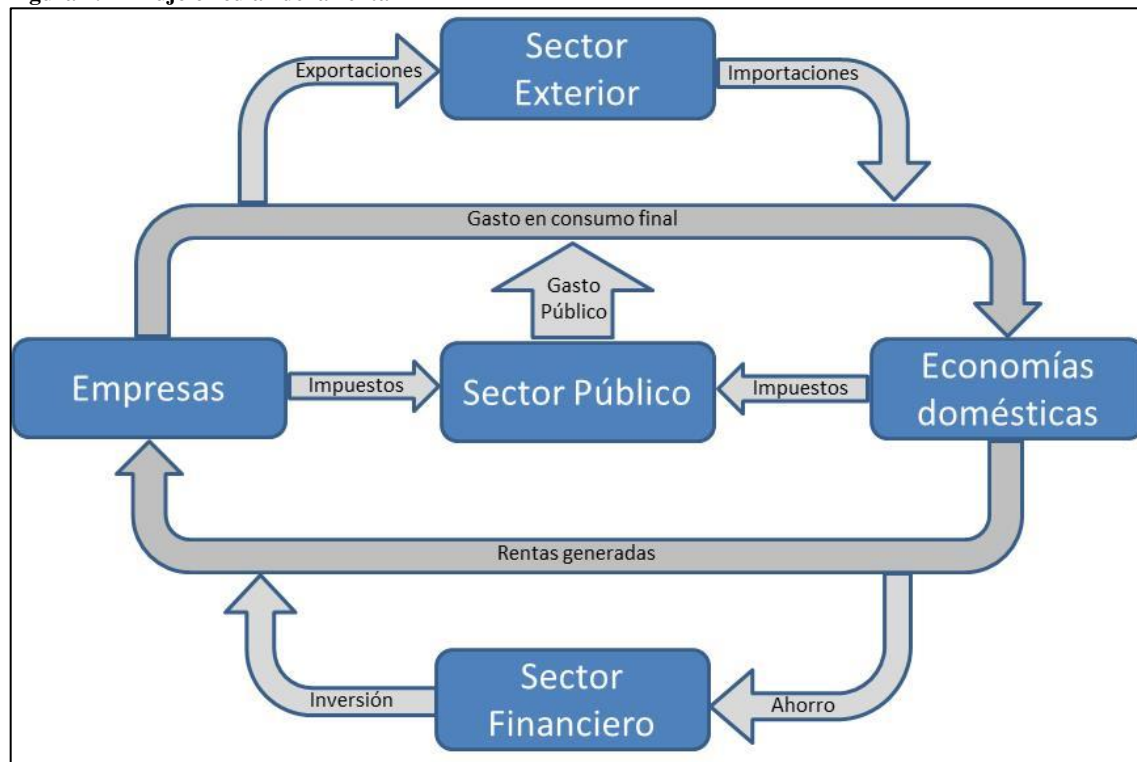 Sector
Exterior
Exportaciones
Importaciones
Gasto en consumo final
Gasto
Público
Empresas
Impuestos
Sector Público
Impuestos
Economías
domésticas
Rentas generadas
Inversión
Sector
Financiero
Ahorro